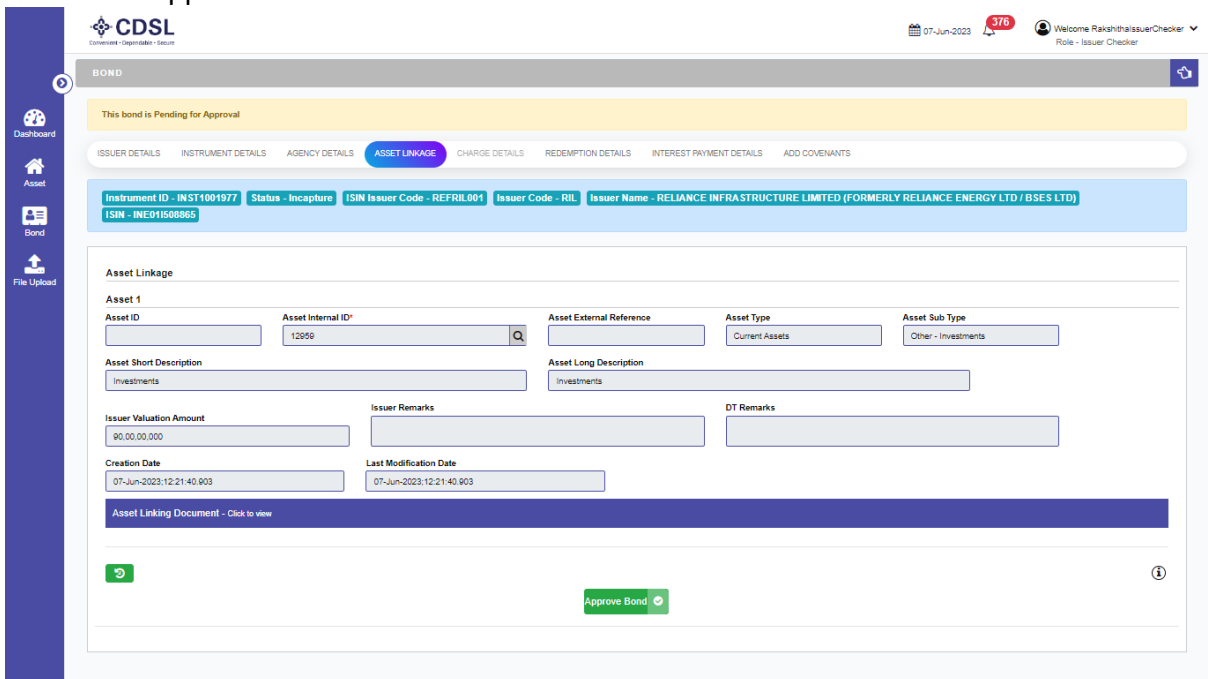 CDSL
Convenient - Dependable - Secure
07-Jun-2023
376
Welcome RakshithaIssuerChecker
Role - Issuer Checker
BOND
This bond is Pending for Approval
Dashboard
Asset
Bond
File Upload
ISSUER DETAILS INSTRUMENT DETAILS AGENCY DETAILS ASSET LINKAGE CHARGE DETAILS REDEMPTION DETAILS INTEREST PAYMENT DETAILS ADD COVENANTS
Instrument ID - INST1001977 Status - Incapture ISIN Issuer Code - REFRIL001 Issuer Code - RIL Issuer Name - RELIANCE INFRASTRUCTURE LIMITED (FORMERLY RELIANCE ENERGY LTD / BSES LTD)
ISIN - INE01I508865
Asset Linkage
Asset 1
Asset ID Asset Internal ID* Asset External Reference Asset Type Asset Sub Type
12959 Current Assets Other - Investments
Asset Short Description Asset Long Description
Investments Investments
Issuer Valuation Amount Issuer Remarks DT Remarks
90,00,00,000
Creation Date Last Modification Date
07-Jun-2023;12:21:40.903 07-Jun-2023;12:21:40.903
Asset Linking Document - Click to view
Approve Bond